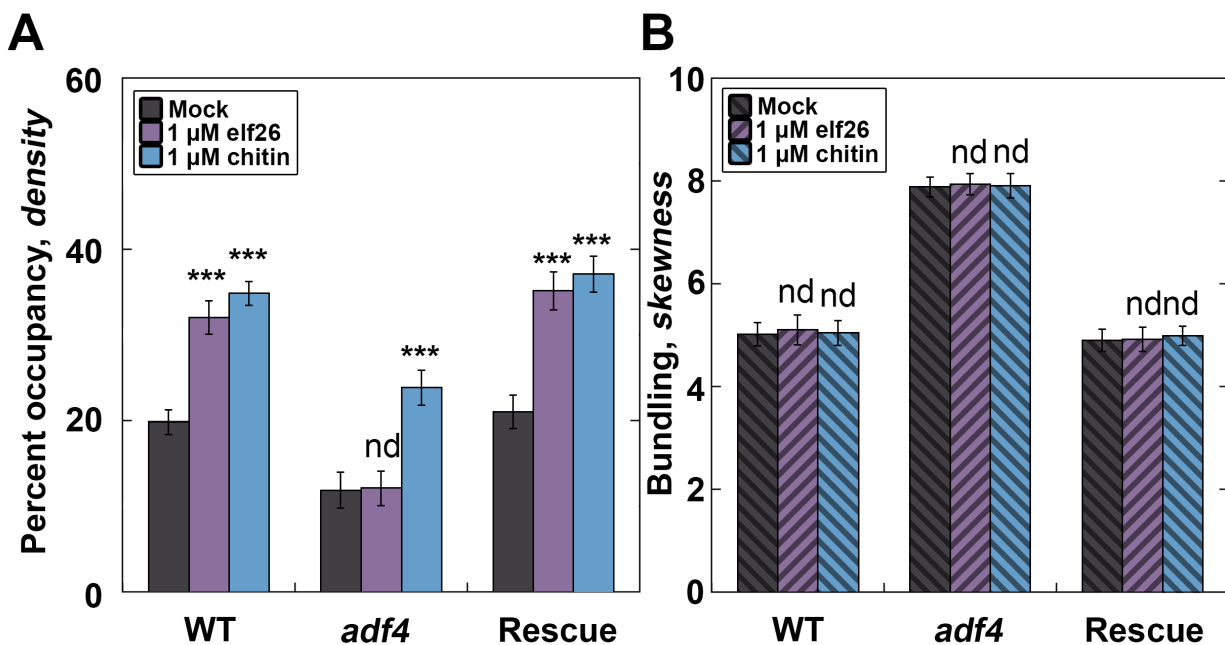 A
Percent occupancy, density
60
40
20
0
Mock
1 µM elf26
1 µM chitin
***
***
nd
***
***
***
WT
adf4
Rescue
B
Bundling, skewness
10
8
6
4
2
0
Mock
1 µM elf26
1 µM chitin
nd nd
nd nd
ndnd
WT
adf4
Rescue